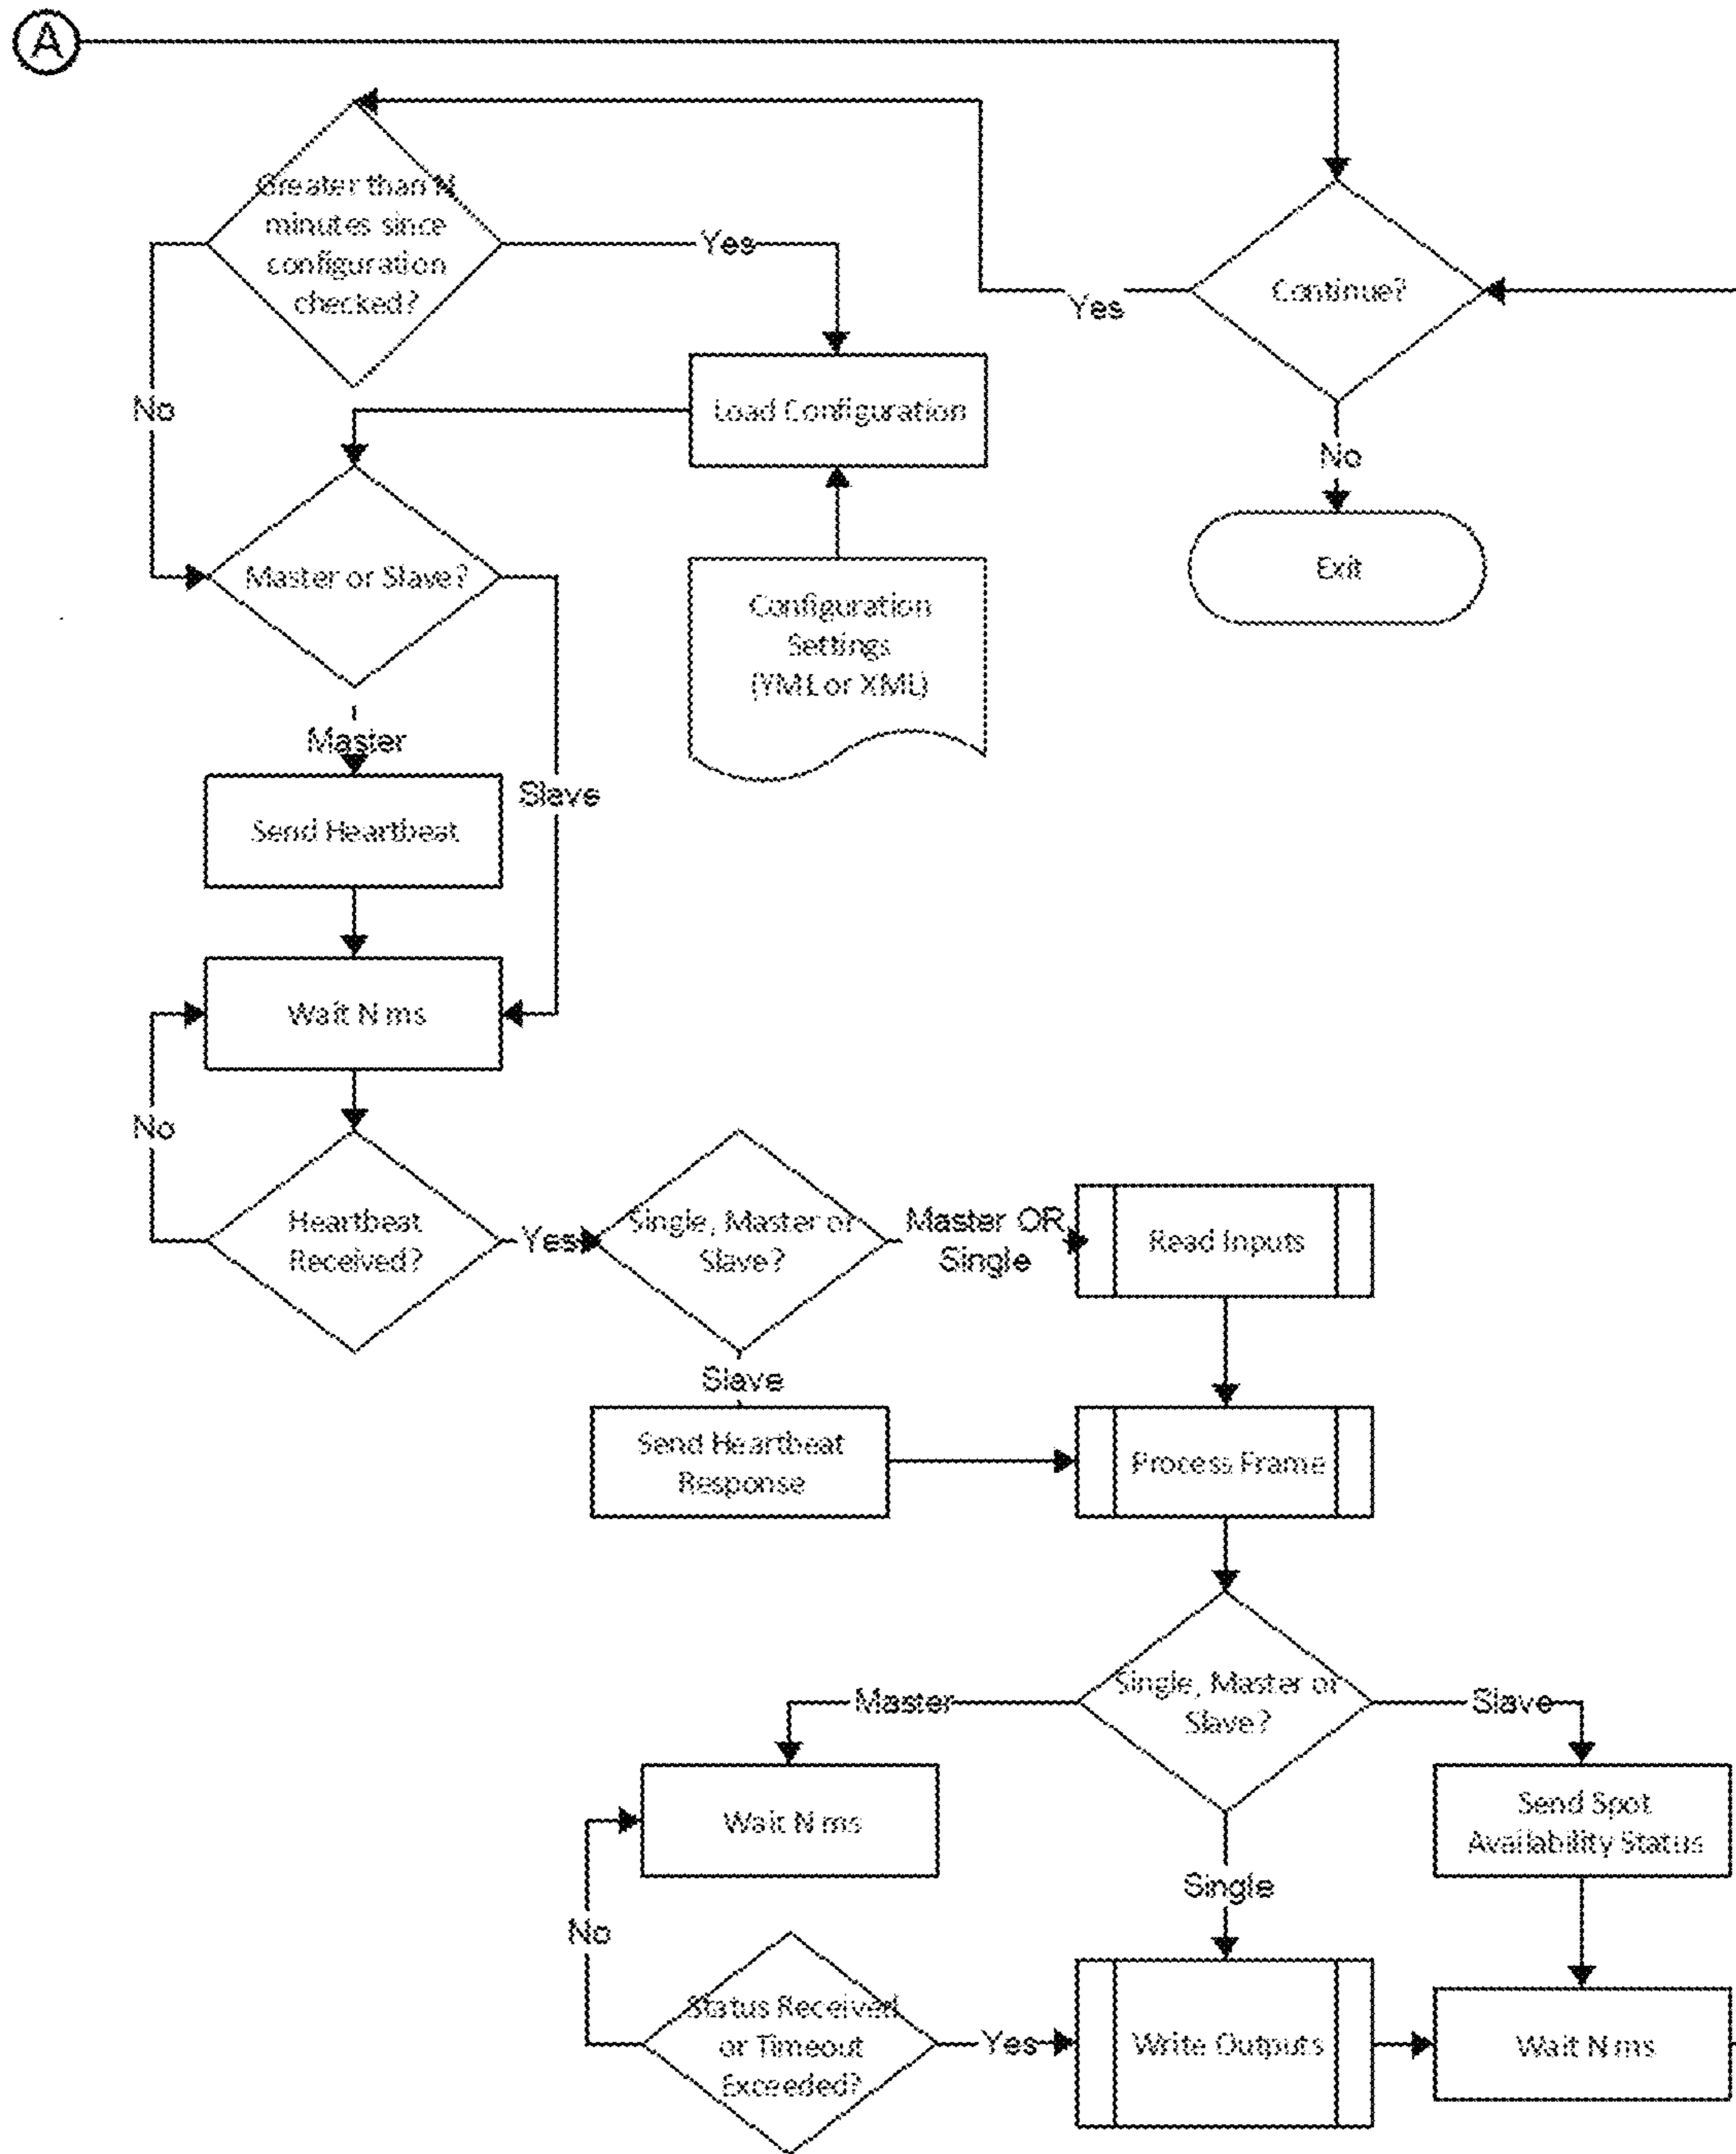 A
Greater than N
minutes since
configuration
checked?
Yes
Continue?
Yes
No
Load Configuration
No
Exit
Master or Slave?
Configuration
Settings
(YML or XML)
Master
Slave
Send Heartbeat
Wait N ms
No
Heartbeat
Received?
Yes
Single, Master or
Slave?
Master OR
Single
Read Inputs
Slave
Send Heartbeat
Response
Process Frame
Single, Master or
Slave?
Master
Slave
Wait N ms
Send Spot
Availability Status
Single
No
Status Received
or Timeout
Exceeded?
Yes
Write Outputs
Wait N ms